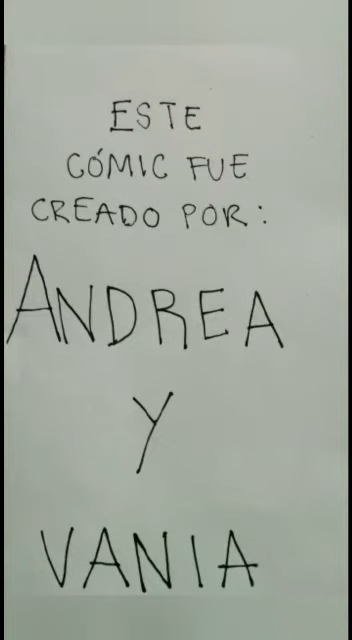 ESTE
CÓMIC FUE
CREADO POR:
ANDREA
Y
VANIA